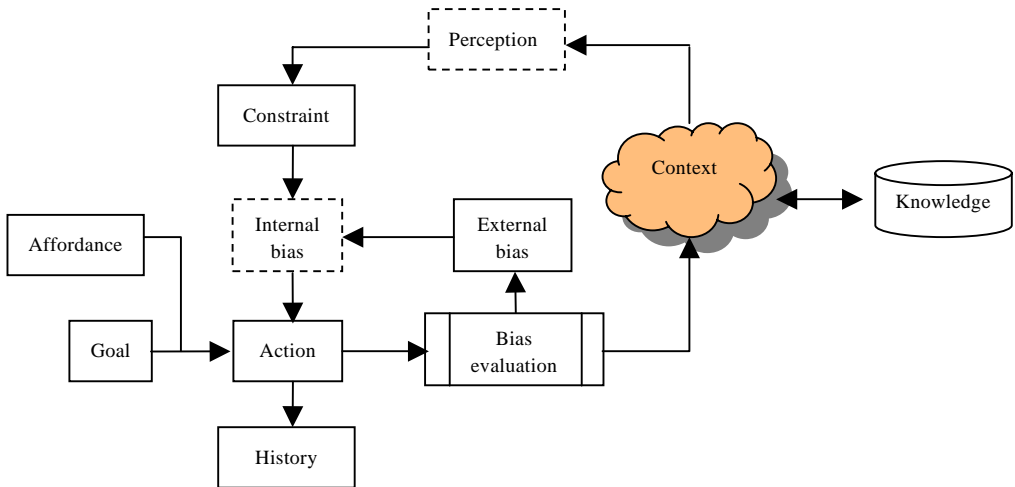 Perception
Constraint
Context
Knowledge
Internal
bias
External
bias
Affordance
Goal
Action
Bias
evaluation
History